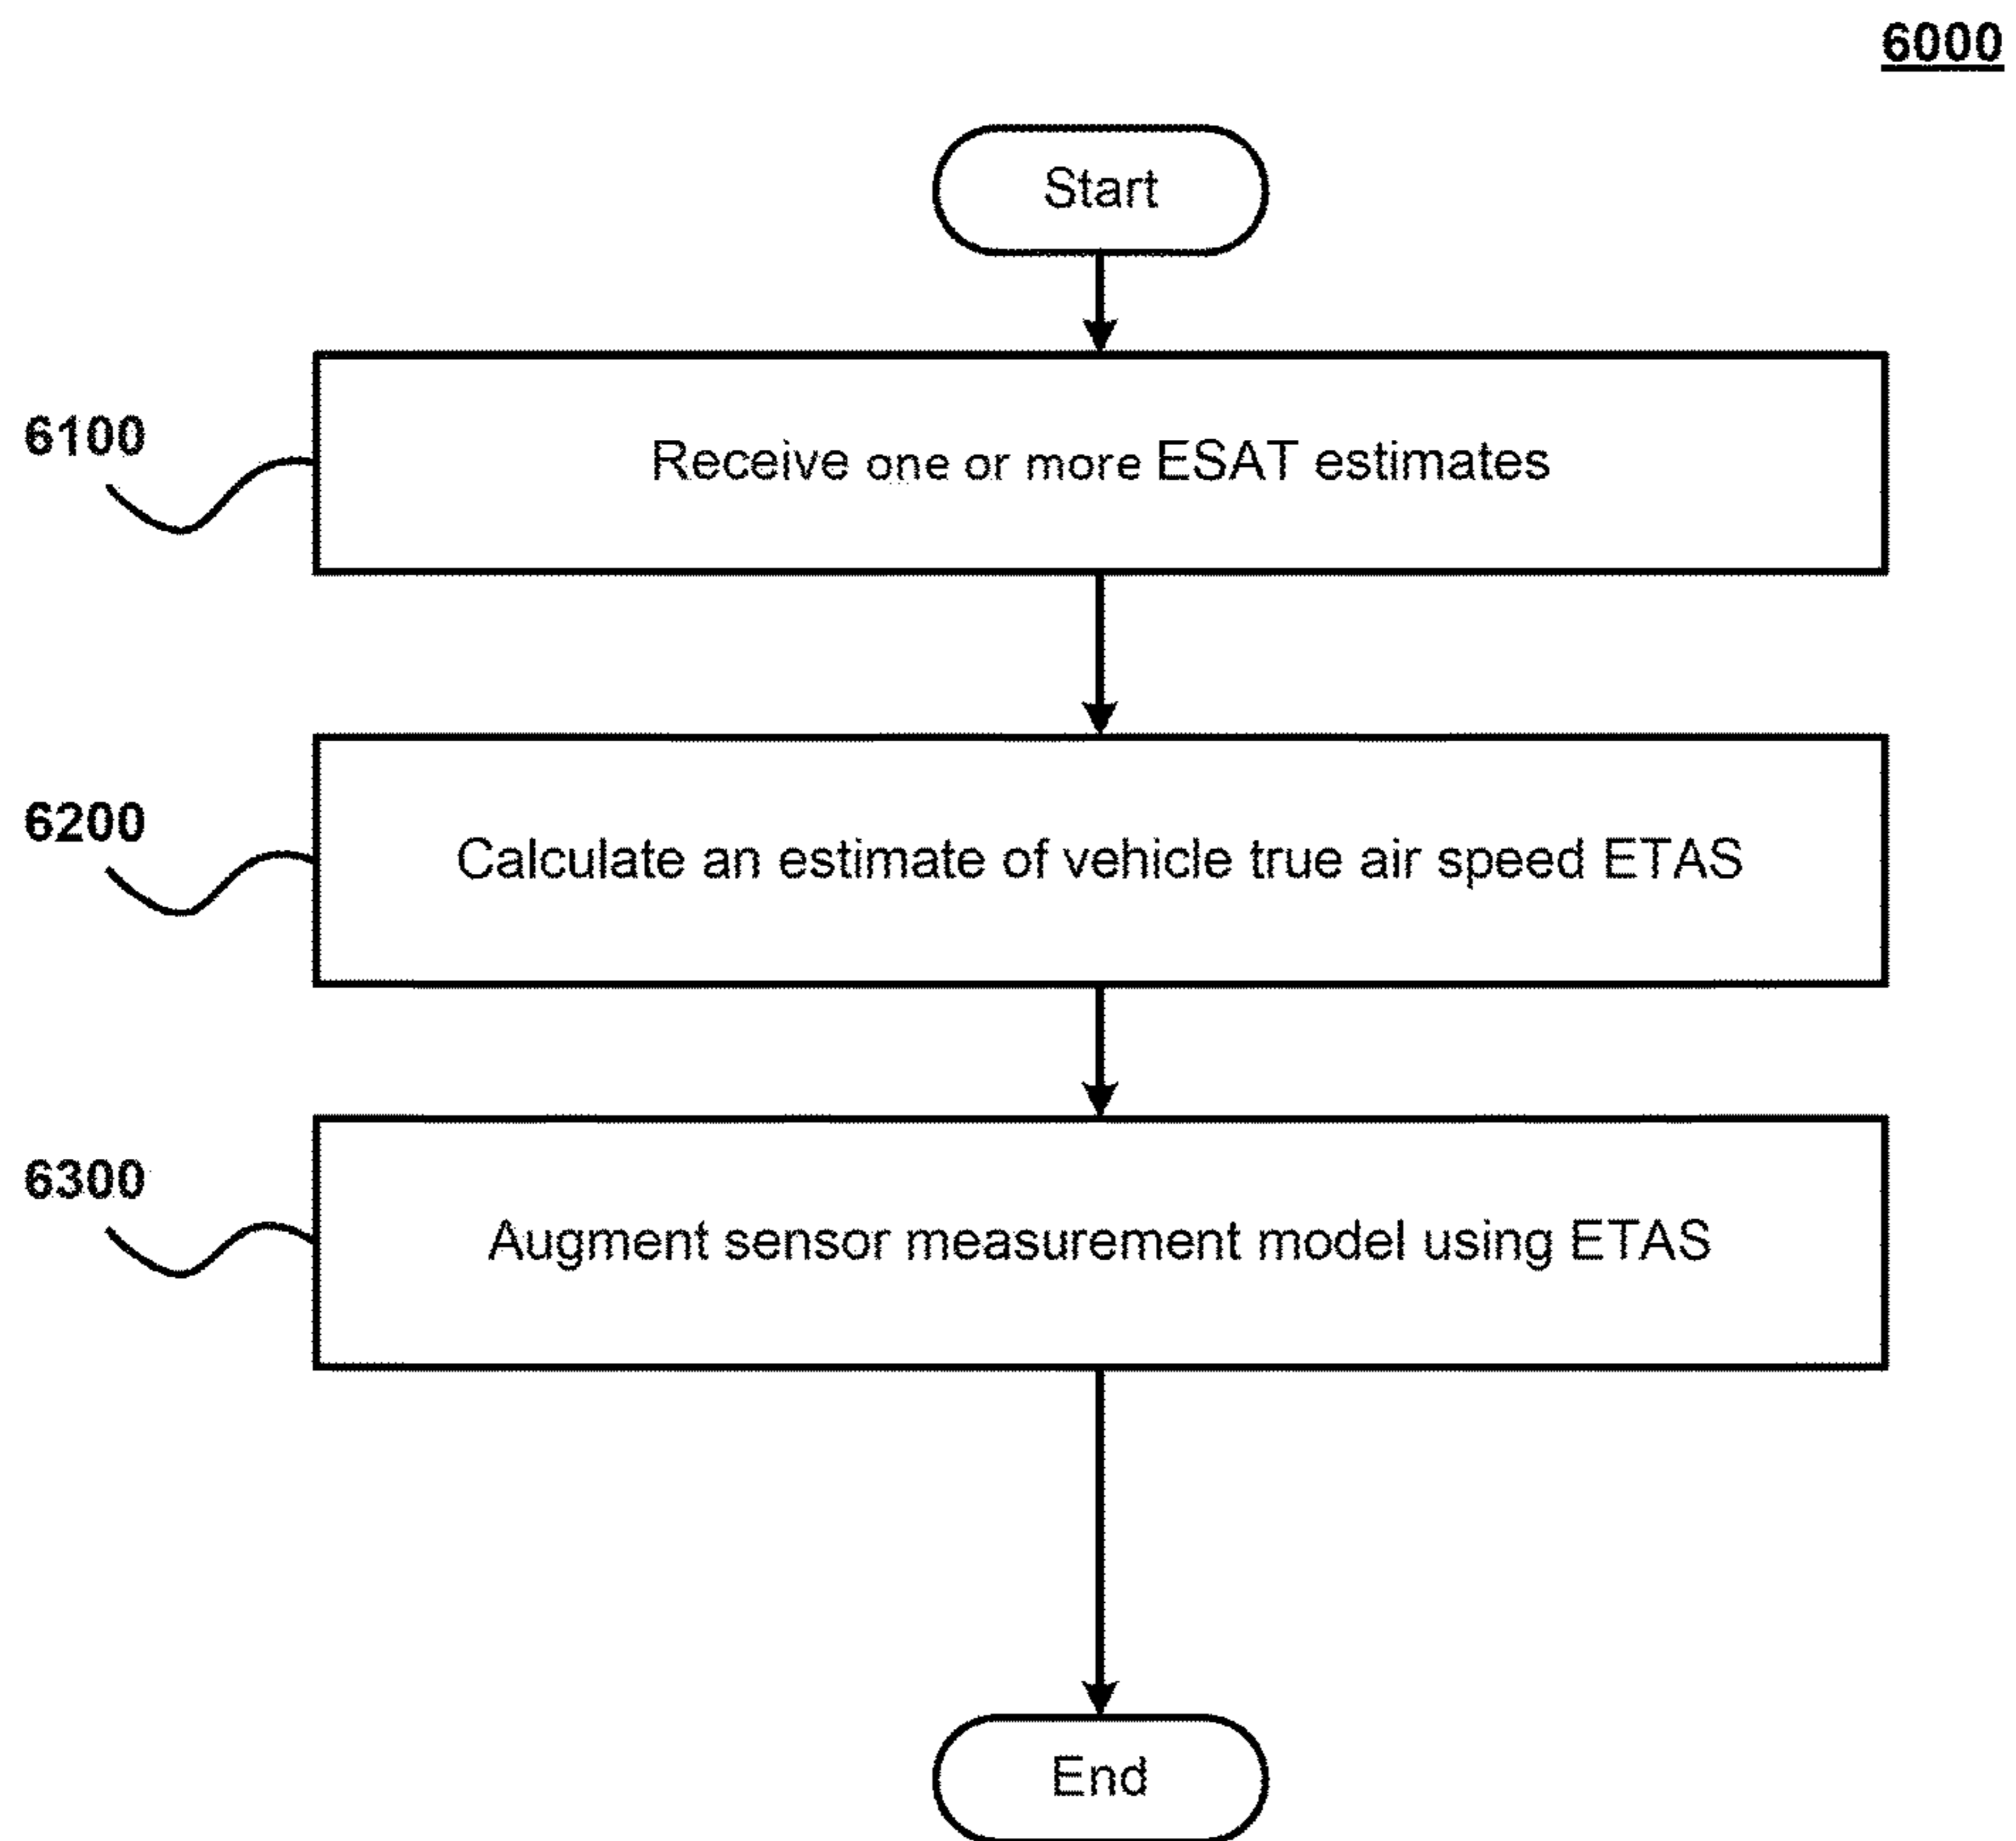 6000
Start
6100
Receive one or more ESAT estimates
6200
Calculate an estimate of vehicle true air speed ETAS
6300
Augment sensor measurement model using ETAS
End